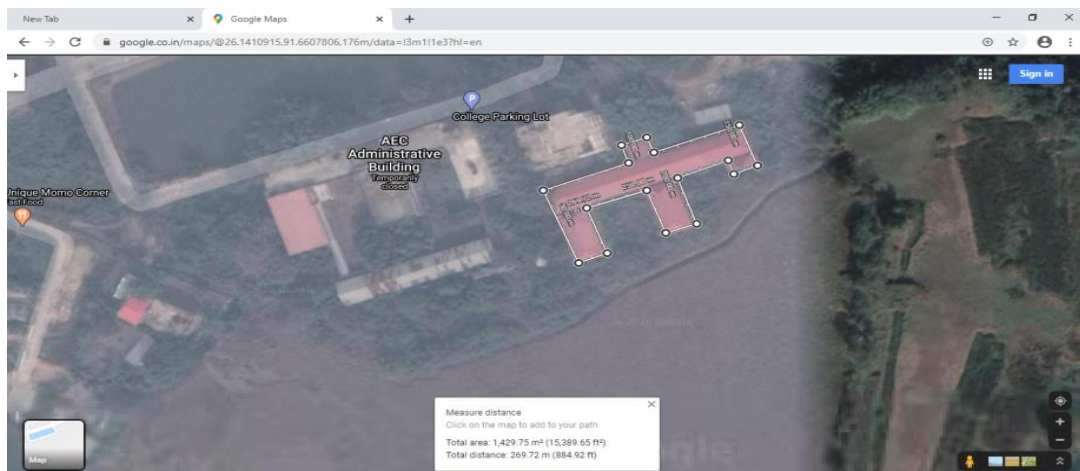 New Tab
Google Maps
google.co.in/maps/@26.1410915,91.6607806,176m/data=!3m1!1e3?hl=en
Sign in
College Parking Lot
AEC
Administrative
Building
Temporarily
closed
Unique Momo Corner
Fast Food
Measure distance
Click on the map to add to your path
Total area: 1,429.75 m² (15,389.65 ft²)
Total distance: 269.72 m (884.92 ft)
Map